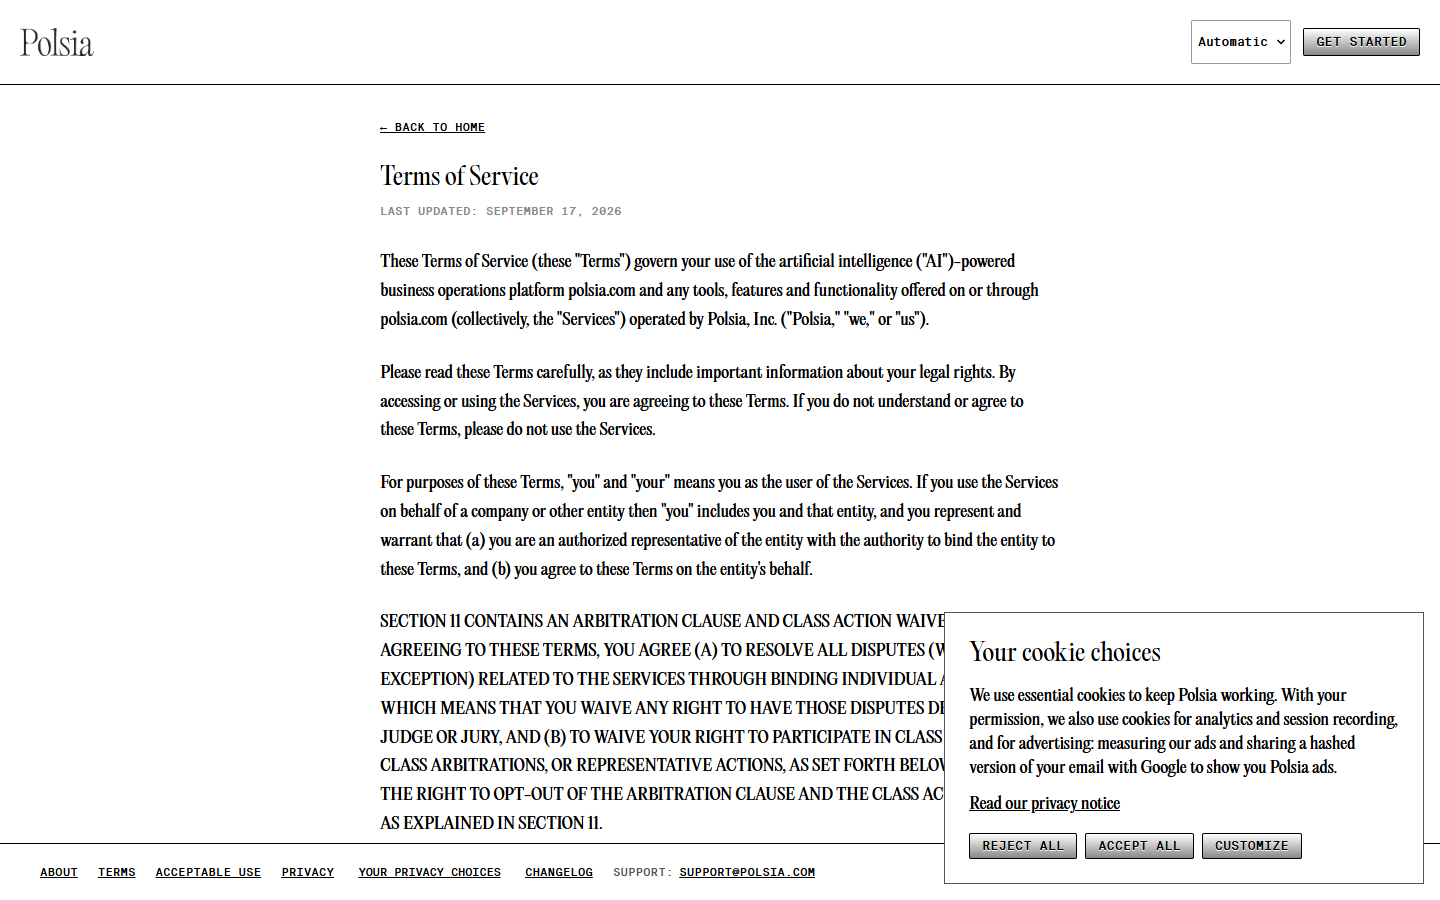 Polsia
Automatic
GET STARTED
← BACK TO HOME
Terms of Service
LAST UPDATED: SEPTEMBER 17, 2026
These Terms of Service (these "Terms") govern your use of the artificial intelligence ("AI")-powered
business operations platform polsia.com and any tools, features and functionality offered on or through
polsia.com (collectively, the "Services") operated by Polsia, Inc. ("Polsia," "we," or "us").
Please read these Terms carefully, as they include important information about your legal rights. By
accessing or using the Services, you are agreeing to these Terms. If you do not understand or agree to
these Terms, please do not use the Services.
For purposes of these Terms, "you" and "your" means you as the user of the Services. If you use the Services
on behalf of a company or other entity then "you" includes you and that entity, and you represent and
warrant that (a) you are an authorized representative of the entity with the authority to bind the entity to
these Terms, and (b) you agree to these Terms on the entity's behalf.
SECTION 11 CONTAINS AN ARBITRATION CLAUSE AND CLASS ACTION WAIVE
AGREEING TO THESE TERMS, YOU AGREE (A) TO RESOLVE ALL DISPUTES (W
EXCEPTION) RELATED TO THE SERVICES THROUGH BINDING INDIVIDUAL
WHICH MEANS THAT YOU WAIVE ANY RIGHT TO HAVE THOSE DISPUTES DE
JUDGE OR JURY, AND (B) TO WAIVE YOUR RIGHT TO PARTICIPATE IN CLASS
CLASS ARBITRATIONS, OR REPRESENTATIVE ACTIONS, AS SET FORTH BELOW
THE RIGHT TO OPT-OUT OF THE ARBITRATION CLAUSE AND THE CLASS AC
AS EXPLAINED IN SECTION 11.
Your cookie choices
We use essential cookies to keep Polsia working. With your
permission, we also use cookies for analytics and session recording,
and for advertising: measuring our ads and sharing a hashed
version of your email with Google to show you Polsia ads.
Read our privacy notice
REJECT ALL
ACCEPT ALL
CUSTOMIZE
ABOUT
TERMS
ACCEPTABLE USE
PRIVACY
YOUR PRIVACY CHOICES
CHANGELOG
SUPPORT: SUPPORT@POLSIA.COM